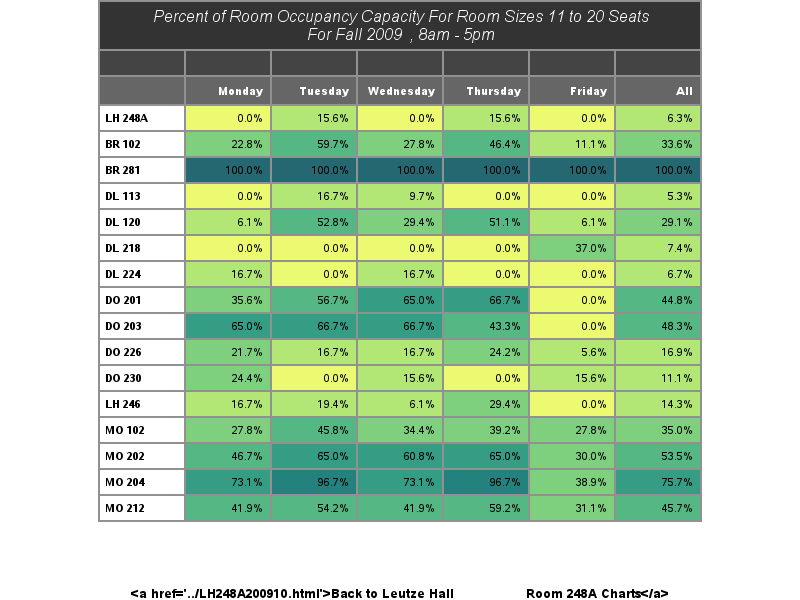 Percent of Room Occupancy Capacity For Room Sizes 11 to 20 Seats
For Fall 2009 , 8am - 5pm
Monday Tuesday Wednesday Thursday Friday All
LH 248A 0.0% 15.6% 0.0% 15.6% 0.0% 6.3%
BR 102 22.8% 59.7% 27.8% 46.4% 11.1% 33.6%
BR 281 100.0% 100.0% 100.0% 100.0% 100.0% 100.0%
DL 113 0.0% 16.7% 9.7% 0.0% 0.0% 5.3%
DL 120 6.1% 52.8% 29.4% 51.1% 6.1% 29.1%
DL 218 0.0% 0.0% 0.0% 0.0% 37.0% 7.4%
DL 224 16.7% 0.0% 16.7% 0.0% 0.0% 6.7%
DO 201 35.6% 56.7% 65.0% 66.7% 0.0% 44.8%
DO 203 65.0% 66.7% 66.7% 43.3% 0.0% 48.3%
DO 226 21.7% 16.7% 16.7% 24.2% 5.6% 16.9%
DO 230 24.4% 0.0% 15.6% 0.0% 15.6% 11.1%
LH 246 16.7% 19.4% 6.1% 29.4% 0.0% 14.3%
MO 102 27.8% 45.8% 34.4% 39.2% 27.8% 35.0%
MO 202 46.7% 65.0% 60.8% 65.0% 30.0% 53.5%
MO 204 73.1% 96.7% 73.1% 96.7% 38.9% 75.7%
MO 212 41.9% 54.2% 41.9% 59.2% 31.1% 45.7%
<a href='../LH248A200910.html'>Back to Leutze Hall Room 248A Charts</a>